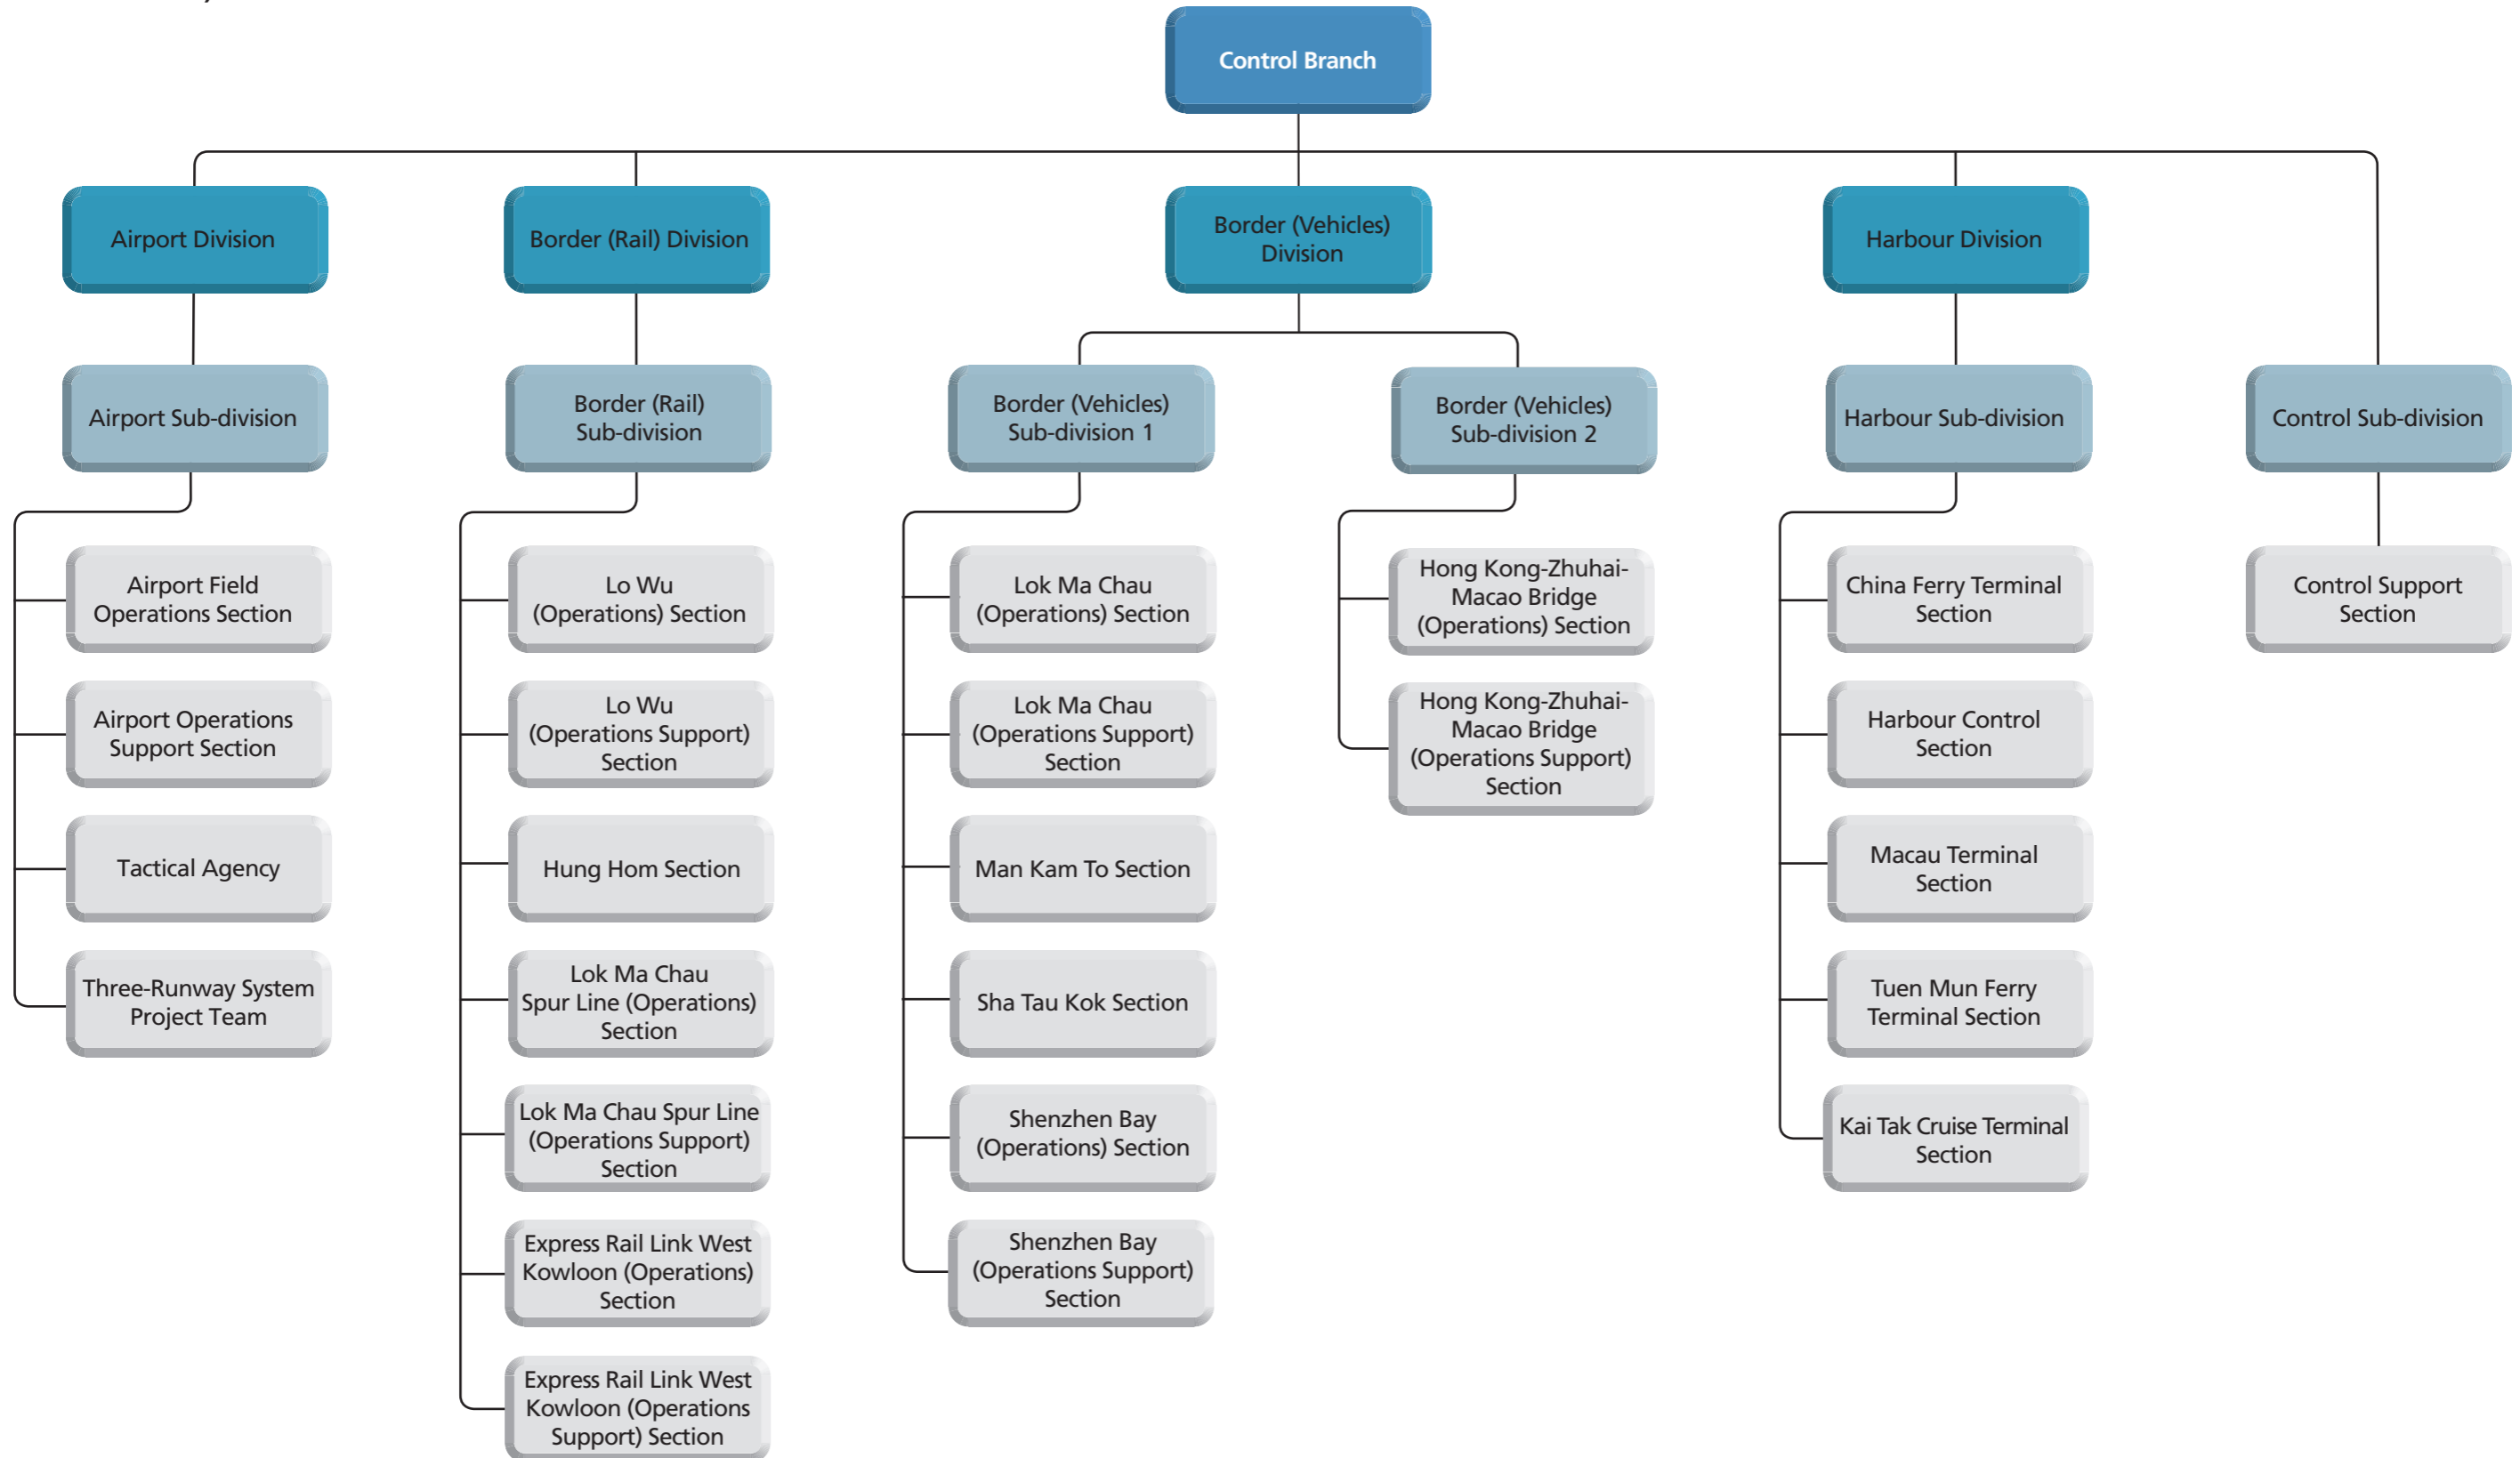 Control Branch
Airport Division
Border (Rail) Division
Border (Vehicles)
Division
Harbour Division
Airport Sub-division
Border (Rail)
Sub-division
Border (Vehicles)
Sub-division 1
Border (Vehicles)
Sub-division 2
Harbour Sub-division
Control Sub-division
Airport Field
Operations Section
Airport Operations
Support Section
Tactical Agency
Three-Runway System
Project Team
Lo Wu
(Operations) Section
Lo Wu
(Operations Support)
Section
Hung Hom Section
Lok Ma Chau
Spur Line (Operations)
Section
Lok Ma Chau Spur Line
(Operations Support)
Section
Express Rail Link West
Kowloon (Operations)
Section
Express Rail Link West
Kowloon (Operations
Support) Section
Lok Ma Chau
(Operations) Section
Lok Ma Chau
(Operations Support)
Section
Man Kam To Section
Sha Tau Kok Section
Shenzhen Bay
(Operations) Section
Shenzhen Bay
(Operations Support)
Section
Hong Kong-Zhuhai-
Macao Bridge
(Operations) Section
Hong Kong-Zhuhai-
Macao Bridge
(Operations Support)
Section
China Ferry Terminal
Section
Harbour Control
Section
Macau Terminal
Section
Tuen Mun Ferry
Terminal Section
Kai Tak Cruise Terminal
Section
Control Support
Section